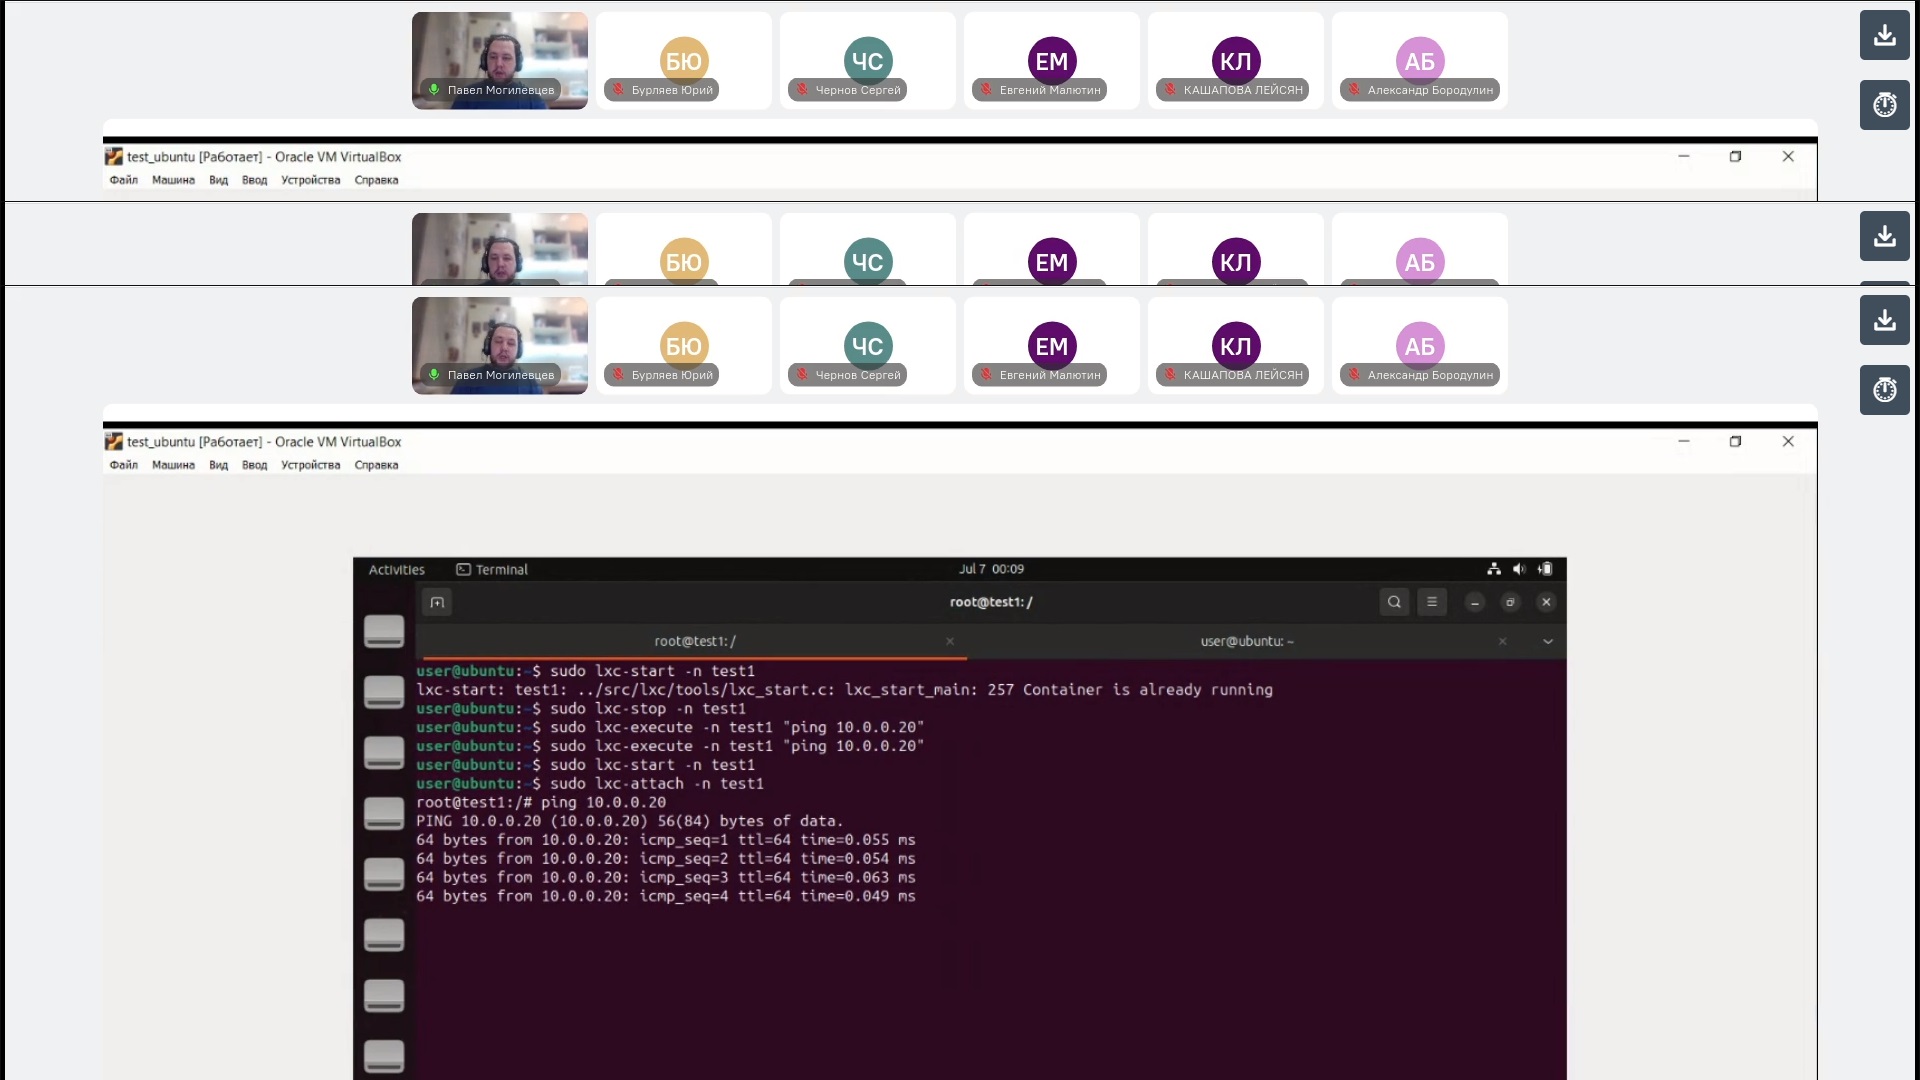 БЮ ЧС ЕМ КЛ АБ
Павел Могилевцев Бурляев Юрий Чернов Сергей Евгений Малютин КАШАПОВА ЛЕЙСЯН Александр Бородулин
test_ubuntu [Работает] - Oracle VM VirtualBox
Файл Машина Вид Ввод Устройства Справка
БЮ ЧС ЕМ КЛ АБ
БЮ ЧС ЕМ КЛ АБ
Павел Могилевцев Бурляев Юрий Чернов Сергей Евгений Малютин КАШАПОВА ЛЕЙСЯН Александр Бородулин
test_ubuntu [Работает] - Oracle VM VirtualBox
Файл Машина Вид Ввод Устройства Справка
Activities Terminal Jul 7 00:09
root@test1: /
root@test1: / user@ubuntu: ~
user@ubuntu:~$ sudo lxc-start -n test1
lxc-start: test1: ../src/lxc/tools/lxc_start.c: lxc_start_main: 257 Container is already running
user@ubuntu:~$ sudo lxc-stop -n test1
user@ubuntu:~$ sudo lxc-execute -n test1 "ping 10.0.0.20"
user@ubuntu:~$ sudo lxc-execute -n test1 "ping 10.0.0.20"
user@ubuntu:~$ sudo lxc-start -n test1
user@ubuntu:~$ sudo lxc-attach -n test1
root@test1:/# ping 10.0.0.20
PING 10.0.0.20 (10.0.0.20) 56(84) bytes of data.
64 bytes from 10.0.0.20: icmp_seq=1 ttl=64 time=0.055 ms
64 bytes from 10.0.0.20: icmp_seq=2 ttl=64 time=0.054 ms
64 bytes from 10.0.0.20: icmp_seq=3 ttl=64 time=0.063 ms
64 bytes from 10.0.0.20: icmp_seq=4 ttl=64 time=0.049 ms